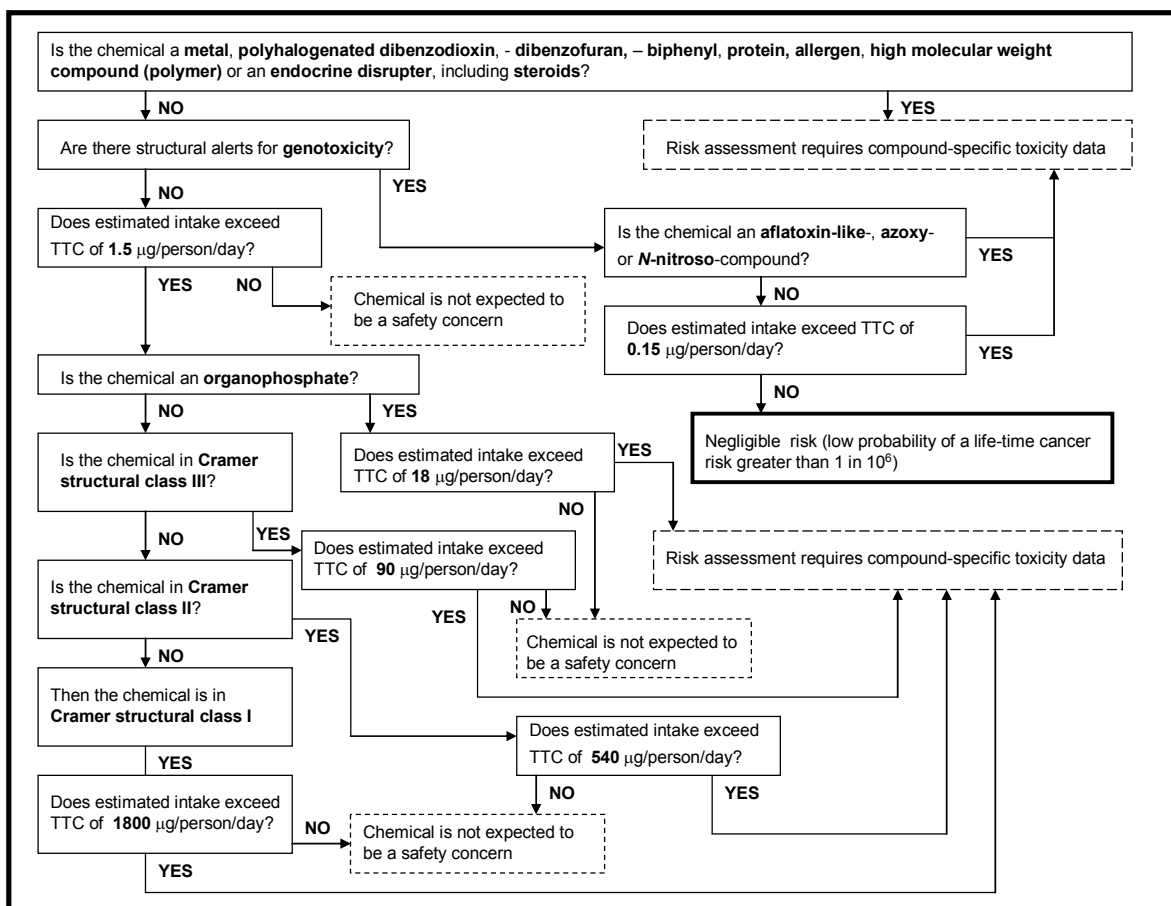 Is the chemical a metal, polyhalogenated dibenzodioxin, - dibenzofuran, – biphenyl, protein, allergen, high molecular weight
compound (polymer) or an endocrine disrupter, including steroids?
NO
YES
Are there structural alerts for genotoxicity?
Risk assessment requires compound-specific toxicity data
NO
YES
Does estimated intake exceed
TTC of 1.5 μg/person/day?
Is the chemical an aflatoxin-like-, azoxy-
or N-nitroso-compound?
YES
YES
NO
Chemical is not expected to
be a safety concern
NO
Does estimated intake exceed TTC of
0.15 μg/person/day?
YES
Is the chemical an organophosphate?
NO
NO
YES
Negligible risk (low probability of a life-time cancer
risk greater than 1 in 10⁶)
Is the chemical in Cramer
structural class III?
Does estimated intake exceed
TTC of 18 μg/person/day?
YES
NO
NO
YES
Does estimated intake exceed
TTC of 90 μg/person/day?
Risk assessment requires compound-specific toxicity data
Is the chemical in Cramer
structural class II?
YES
NO
YES
Chemical is not expected to
be a safety concern
NO
Then the chemical is in
Cramer structural class I
Does estimated intake exceed
TTC of 540 μg/person/day?
YES
NO
YES
Does estimated intake exceed
TTC of 1800 μg/person/day?
NO
Chemical is not expected to
be a safety concern
YES